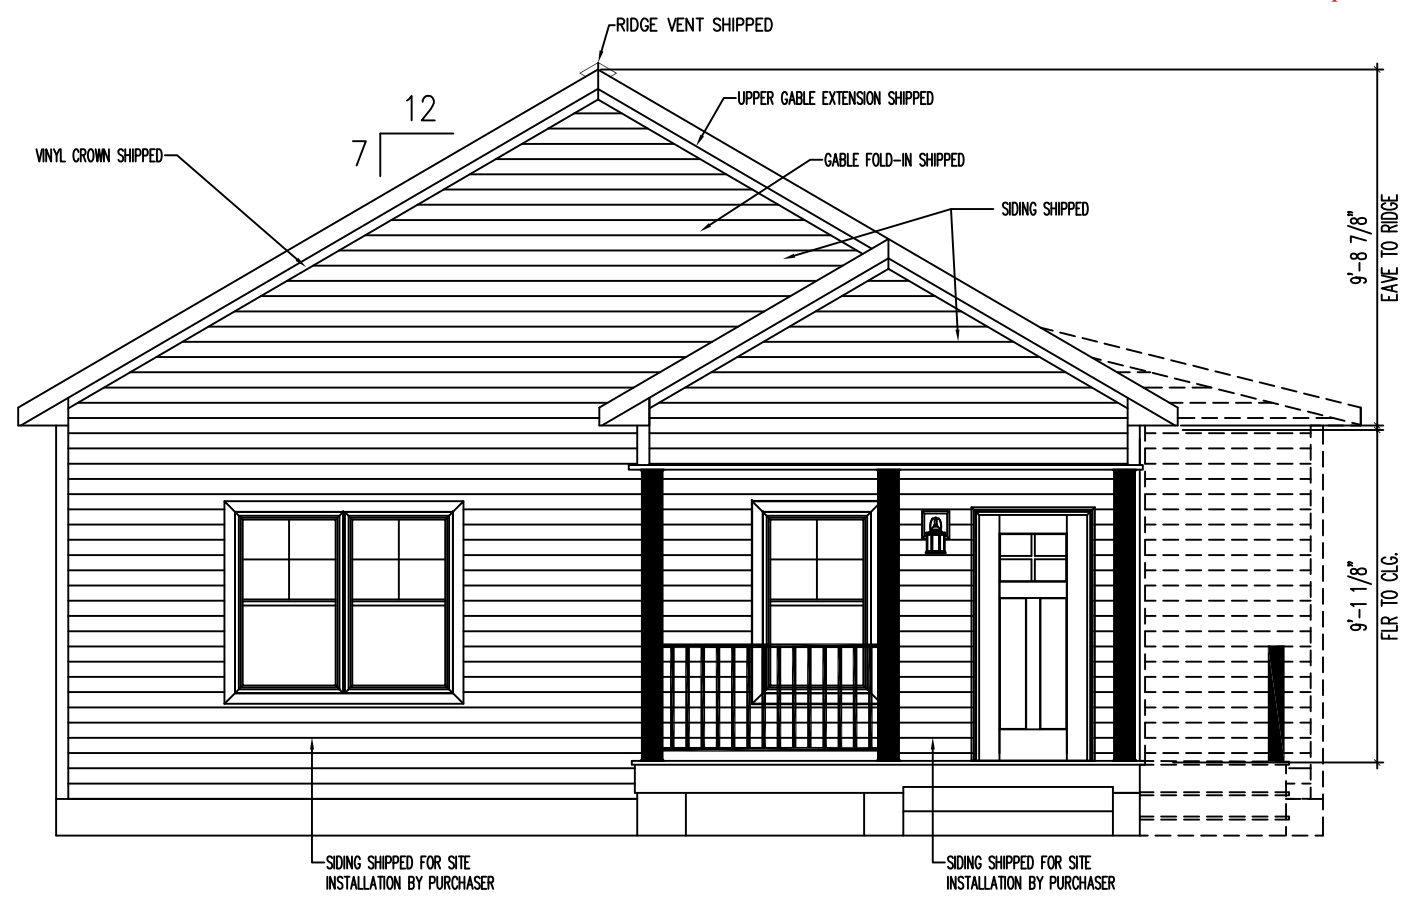 RIDGE VENT SHIPPED
12
7
UPPER GABLE EXTENSION SHIPPED
VINYL CROWN SHIPPED
GABLE FOLD-IN SHIPPED
SIDING SHIPPED
9'-8 7/8"
EAVE TO RIDGE
9'-1 1/8"
FLR TO CLG.
SIDING SHIPPED FOR SITE
INSTALLATION BY PURCHASER
SIDING SHIPPED FOR SITE
INSTALLATION BY PURCHASER